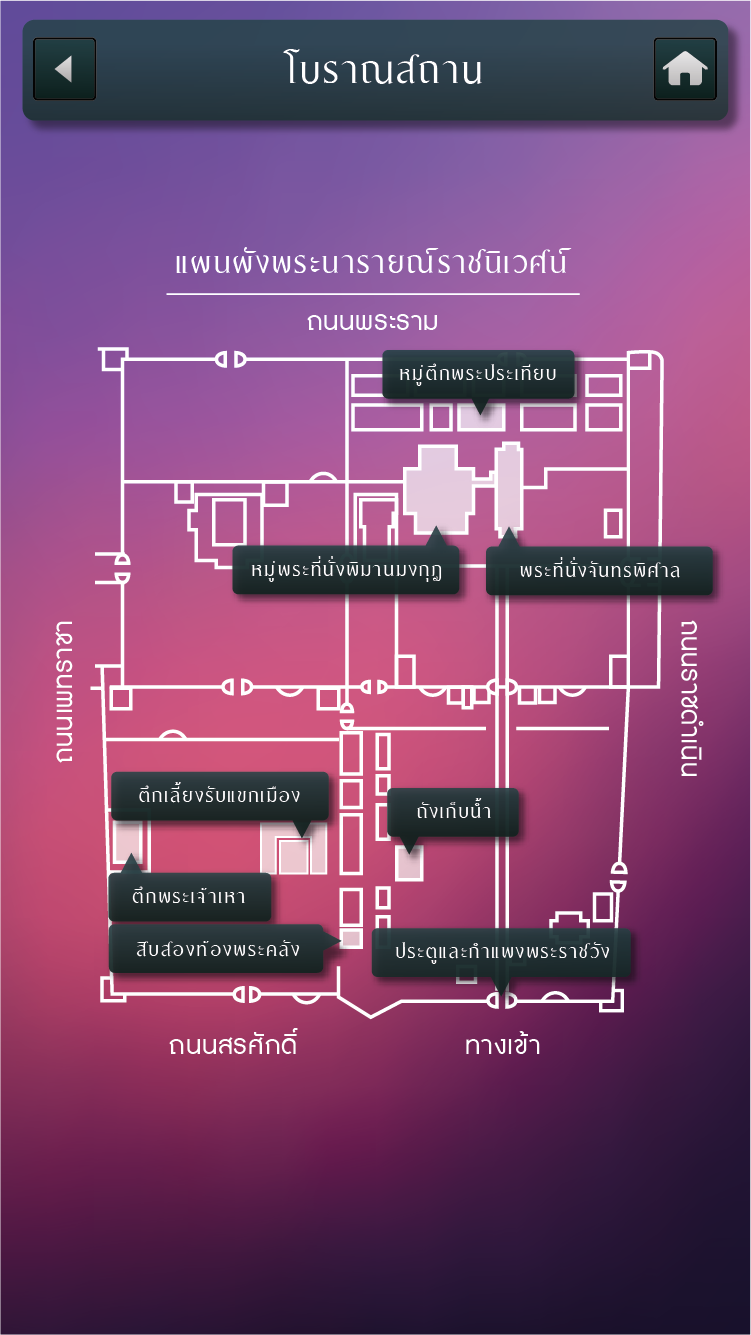 โบราณสถาน
แผนผังพระนารายณ์ราชนิเวศน์
ถนนพระราม
หมู่ตึกพระประเทียบ
หมู่พระที่นั่งพิมานมงกุฎ
พระที่นั่งจันทรพิศาล
ถนนเพทราชา
ถนนราชดำเนิน
ตึกเลี้ยงรับแขกเมือง
ถังเก็บน้ำ
ตึกพระเจ้าเหา
สิบสองท้องพระคลัง
ประตูและกำแพงพระราชวัง
ถนนสรศักดิ์
ทางเข้า